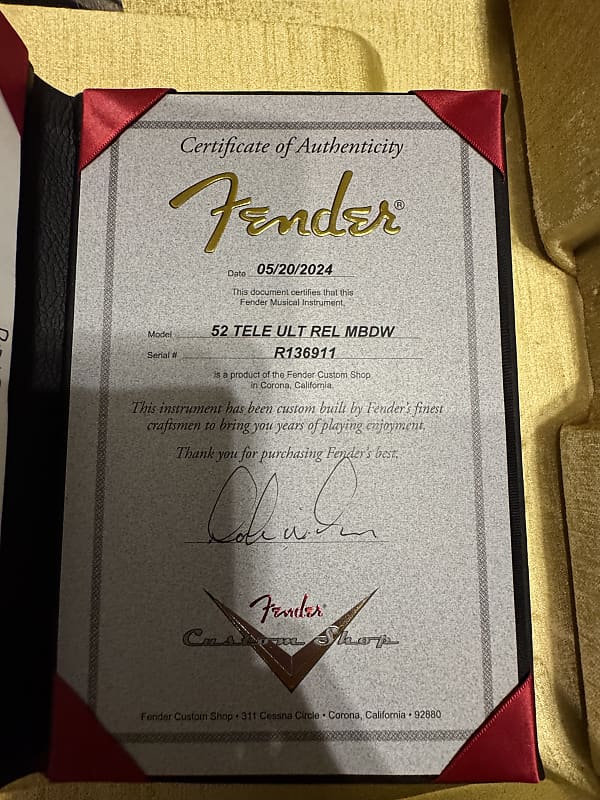 Certificate of Authenticity
Fender®
Date 05/20/2024
This document certifies that this
Fender Musical Instrument,
Model 52 TELE ULT REL MBDW
Serial # R136911
is a product of the Fender Custom Shop
in Corona, California.
This instrument has been custom built by Fender's finest
craftsmen to bring you years of playing enjoyment.
Thank you for purchasing Fender's best.
Fender
Custom Shop
Fender Custom Shop • 311 Cessna Circle • Corona, California • 92880